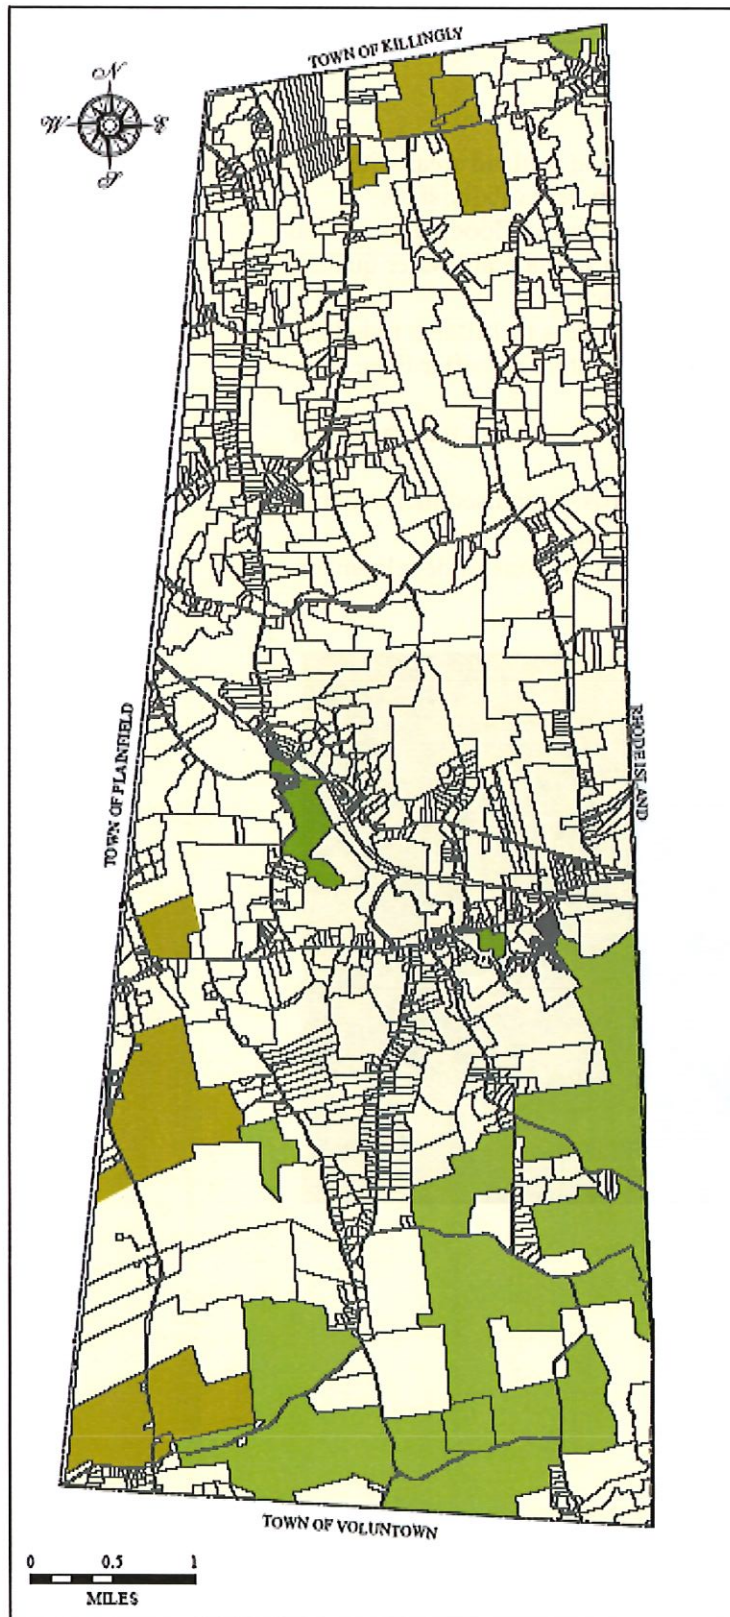 TOWN OF KILLINGLY
N
W E
S
TOWN OF PLAINFIELD
RHODE ISLAND
TOWN OF VOLUNTOWN
0 0.5 1
MILES